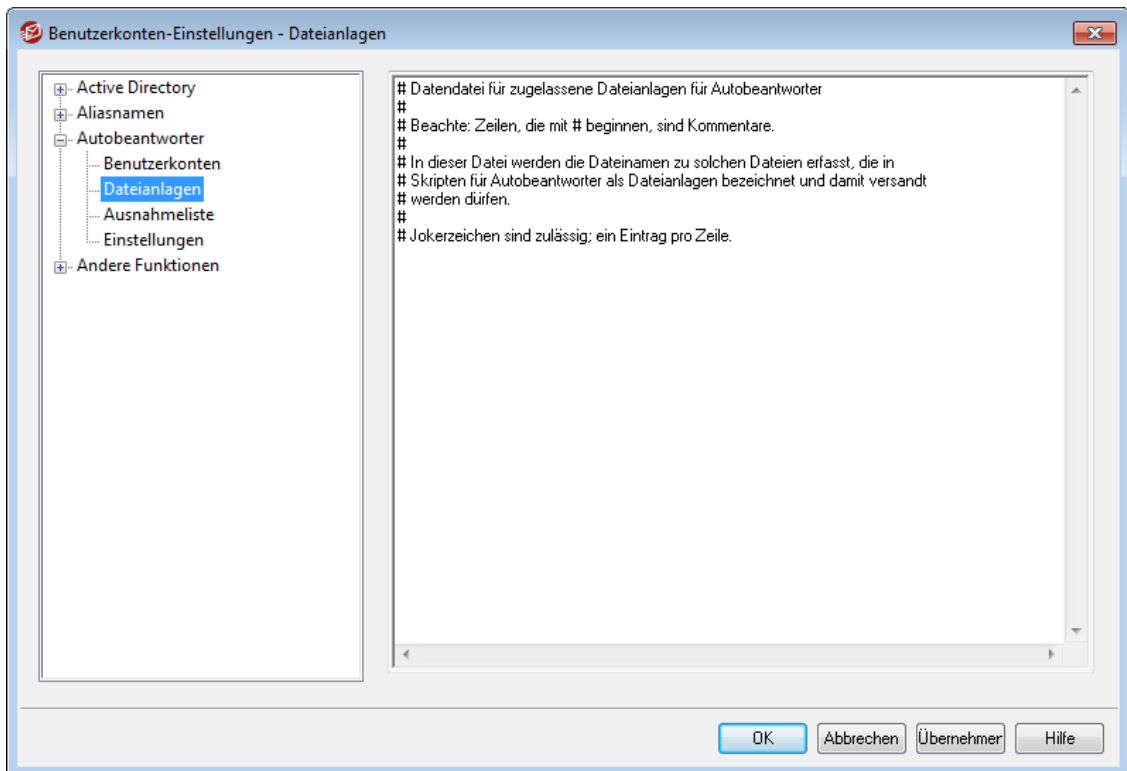 Benutzerkonten-Einstellungen - Dateianlagen
Active Directory
Aliasnamen
Autobeantworter
Benutzerkonten
Dateianlagen
Ausnahmeliste
Einstellungen
Andere Funktionen
# Datendatei für zugelassene Dateianlagen für Autobeantworter
#
# Beachte: Zeilen, die mit # beginnen, sind Kommentare.
#
# In dieser Datei werden die Dateinamen zu solchen Dateien erfasst, die in
# Skripten für Autobeantworter als Dateianlagen bezeichnet und damit versandt
# werden dürfen.
#
# Jokerzeichen sind zulässig; ein Eintrag pro Zeile.
OK Abbrechen Übernehmer Hilfe